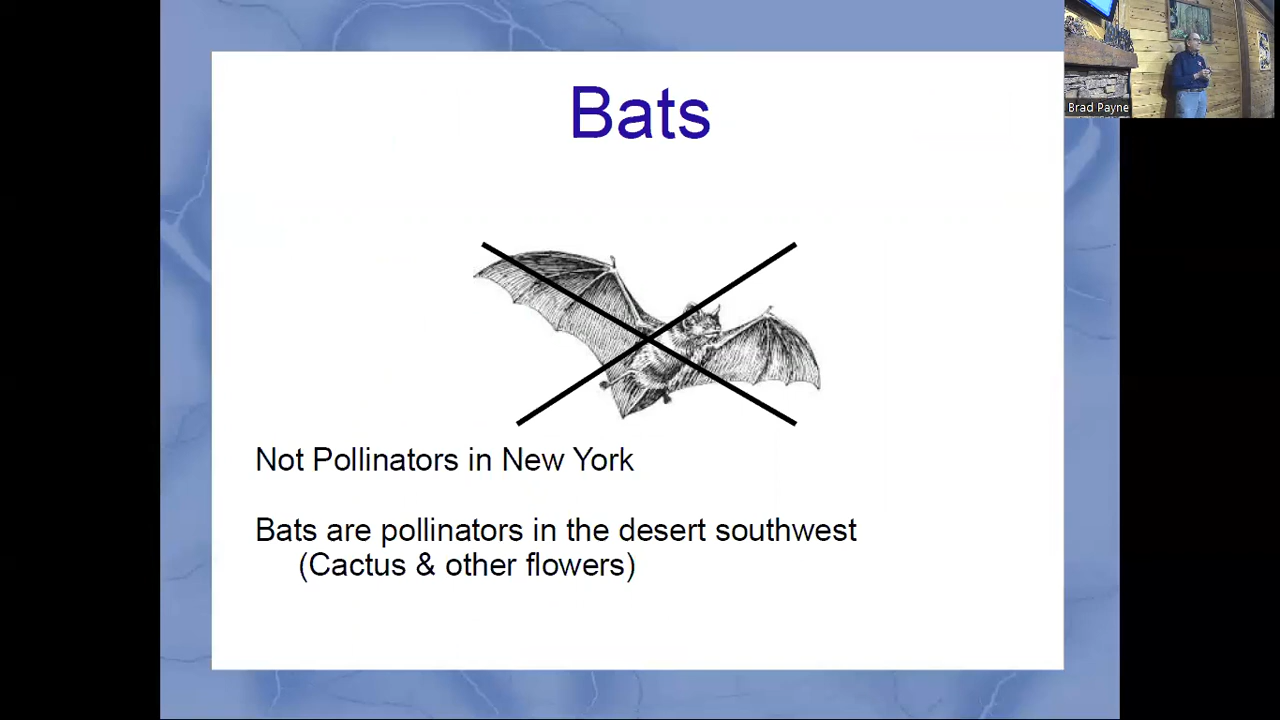 Bats
Brad Payne
Not Pollinators in New York
Bats are pollinators in the desert southwest
(Cactus & other flowers)